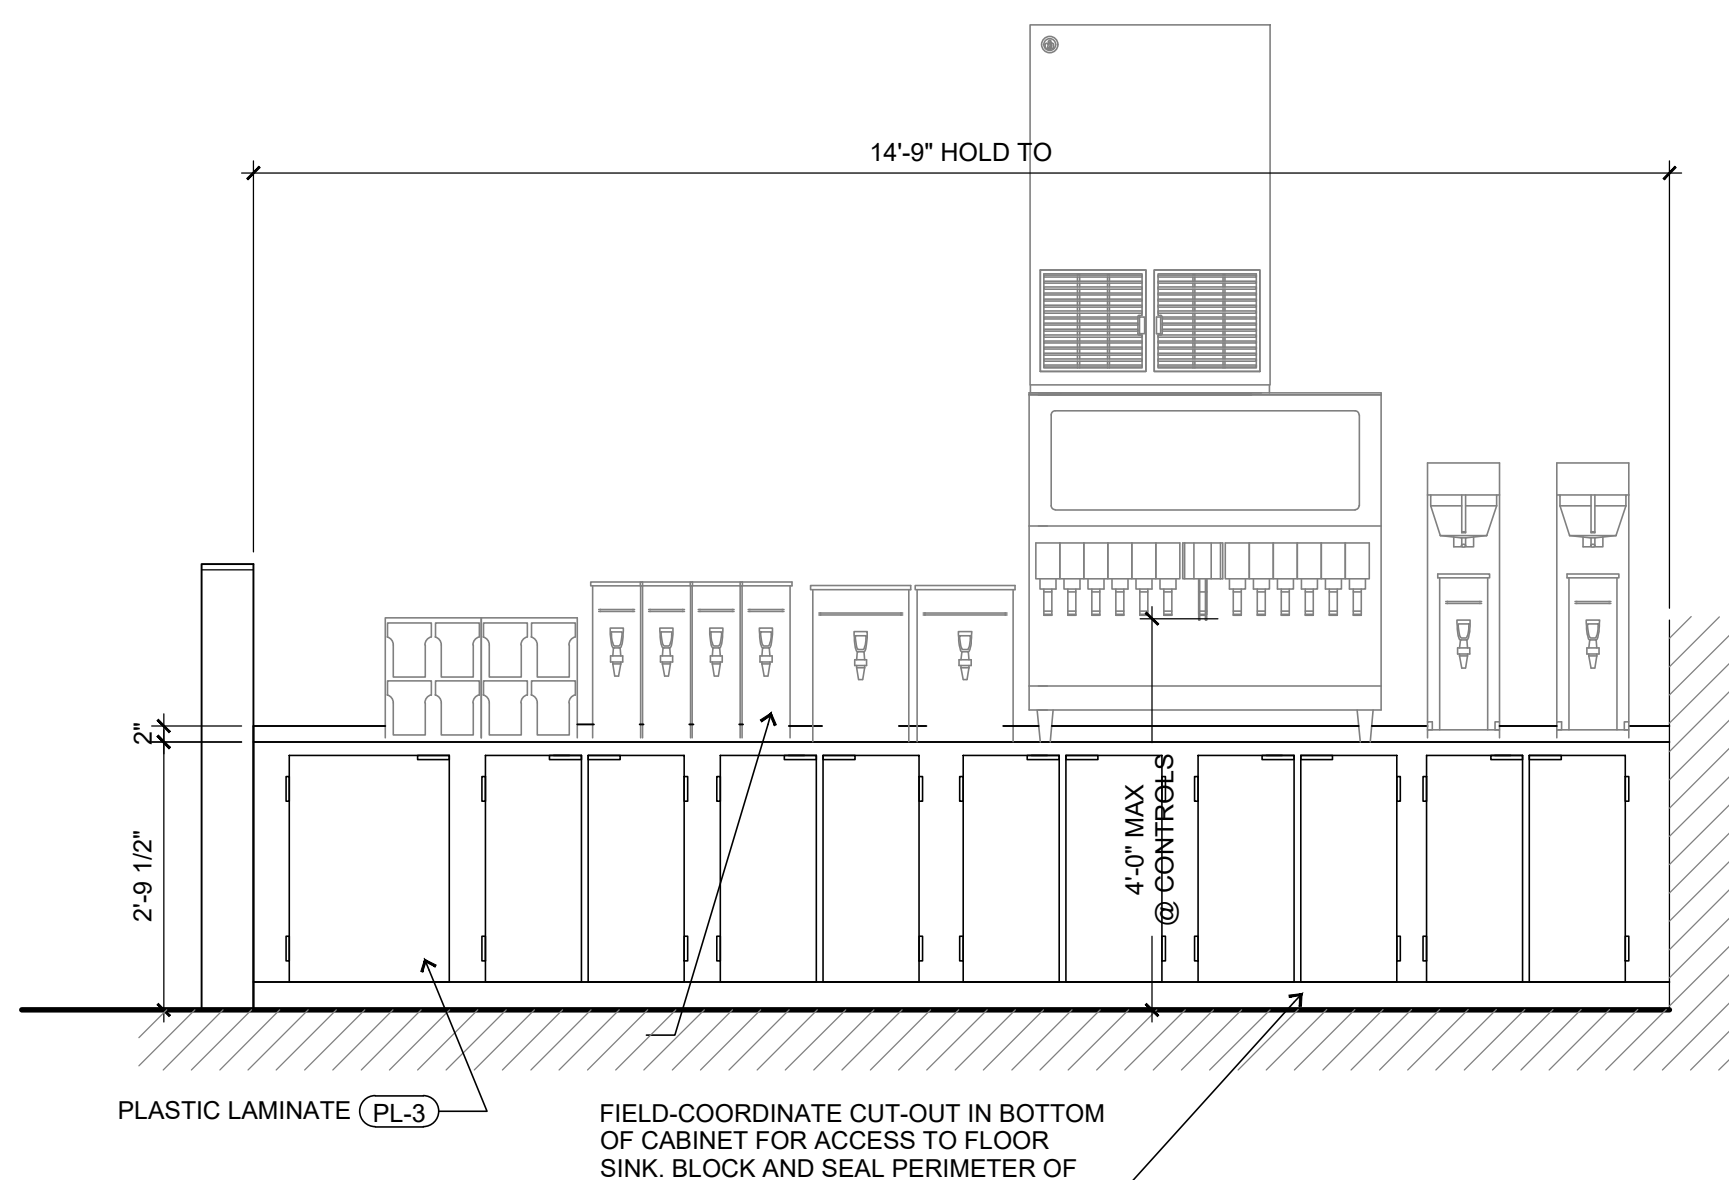 14'-9" HOLD TO
2"
2'-9 1/2"
4'-0" MAX
@ CONTROLS
PLASTIC LAMINATE PL-3
FIELD-COORDINATE CUT-OUT IN BOTTOM
OF CABINET FOR ACCESS TO FLOOR
SINK. BLOCK AND SEAL PERIMETER OF